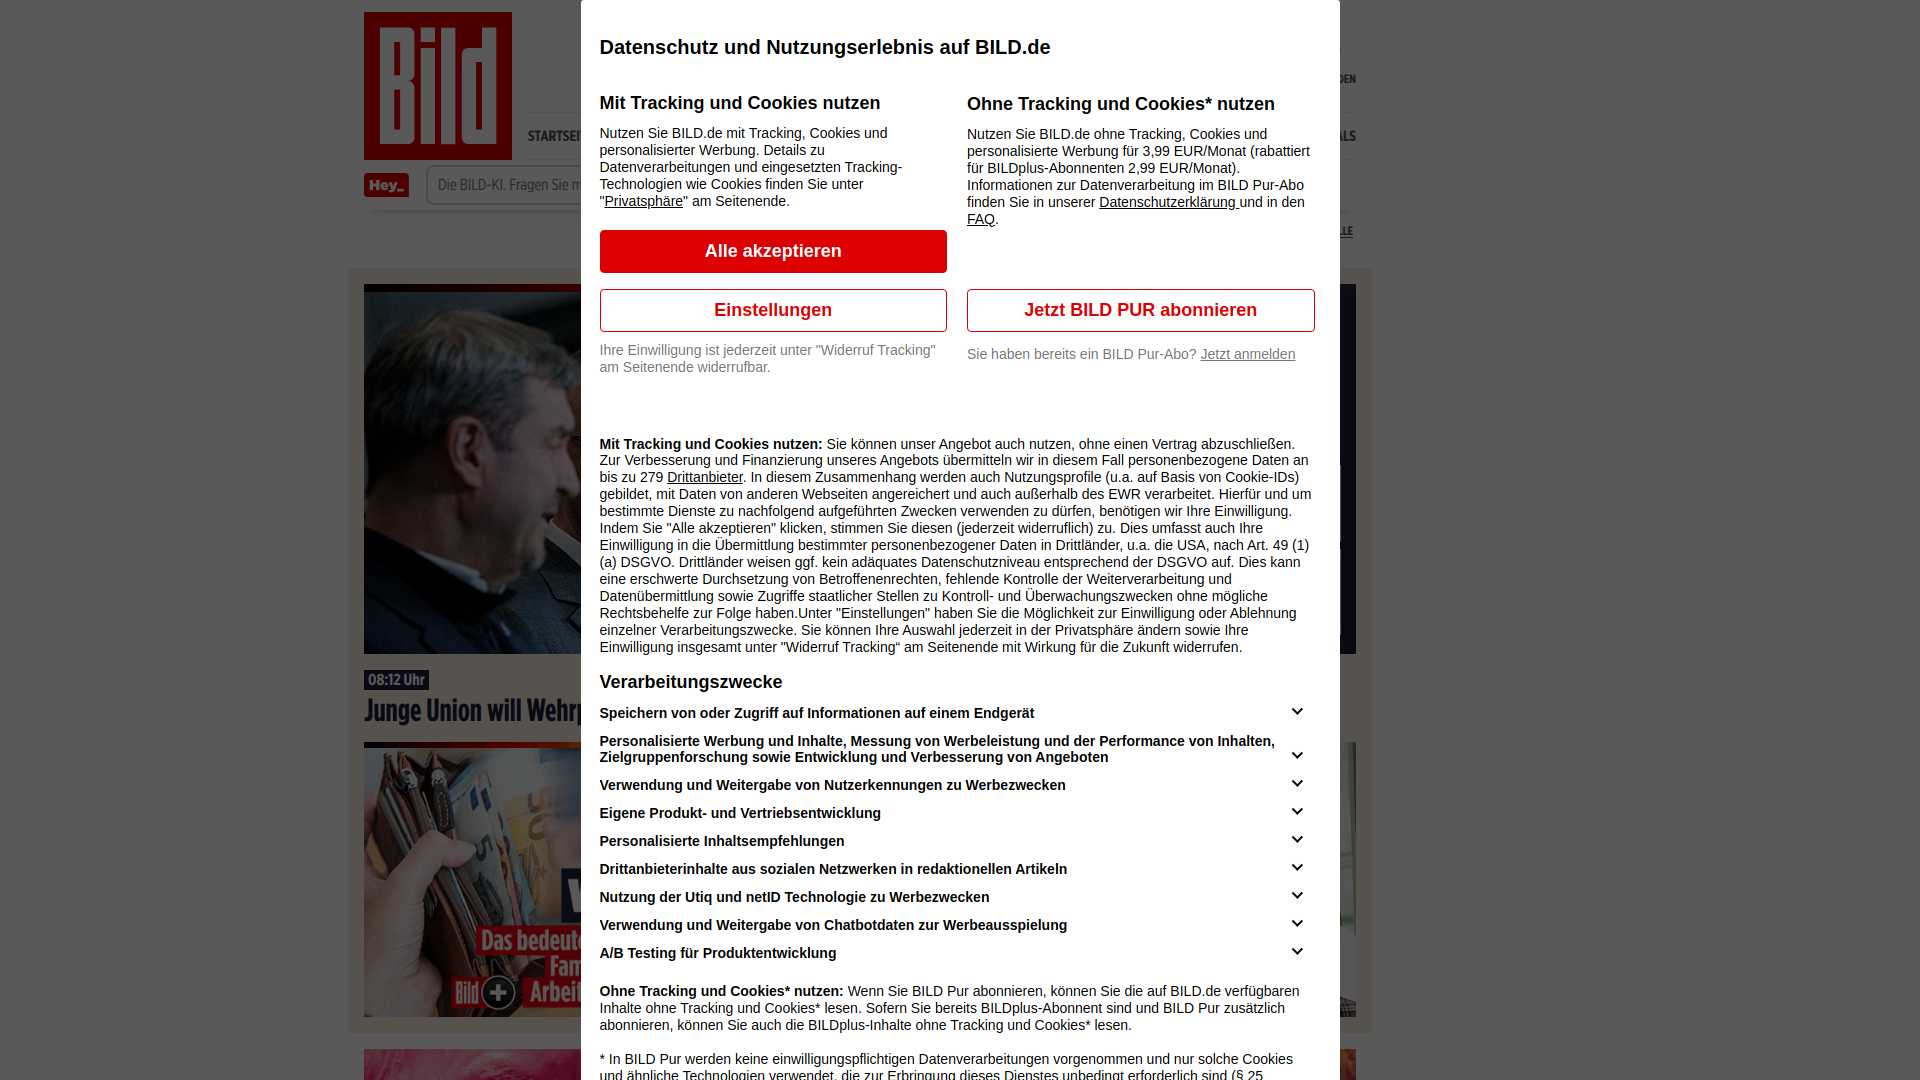 Bild
DEN
STARTSEI
ALS
Hey_
Die BILD-KI. Fragen Sie m
LLE
Datenschutz und Nutzungserlebnis auf BILD.de
Mit Tracking und Cookies nutzen
Nutzen Sie BILD.de mit Tracking, Cookies und
personalisierter Werbung. Details zu
Datenverarbeitungen und eingesetzten Tracking-
Technologien wie Cookies finden Sie unter
"Privatsphäre" am Seitenende.
Alle akzeptieren
Einstellungen
Ihre Einwilligung ist jederzeit unter "Widerruf Tracking"
am Seitenende widerrufbar.
Ohne Tracking und Cookies* nutzen
Nutzen Sie BILD.de ohne Tracking, Cookies und
personalisierte Werbung für 3,99 EUR/Monat (rabattiert
für BILDplus-Abonnenten 2,99 EUR/Monat).
Informationen zur Datenverarbeitung im BILD Pur-Abo
finden Sie in unserer Datenschutzerklärung und in den
FAQ.
Jetzt BILD PUR abonnieren
Sie haben bereits ein BILD Pur-Abo? Jetzt anmelden
Mit Tracking und Cookies nutzen: Sie können unser Angebot auch nutzen, ohne einen Vertrag abzuschließen.
Zur Verbesserung und Finanzierung unseres Angebots übermitteln wir in diesem Fall personenbezogene Daten an
bis zu 279 Drittanbieter. In diesem Zusammenhang werden auch Nutzungsprofile (u.a. auf Basis von Cookie-IDs)
gebildet, mit Daten von anderen Webseiten angereichert und auch außerhalb des EWR verarbeitet. Hierfür und um
bestimmte Dienste zu nachfolgend aufgeführten Zwecken verwenden zu dürfen, benötigen wir Ihre Einwilligung.
Indem Sie "Alle akzeptieren" klicken, stimmen Sie diesen (jederzeit widerruflich) zu. Dies umfasst auch Ihre
Einwilligung in die Übermittlung bestimmter personenbezogener Daten in Drittländer, u.a. die USA, nach Art. 49 (1)
(a) DSGVO. Drittländer weisen ggf. kein adäquates Datenschutzniveau entsprechend der DSGVO auf. Dies kann
eine erschwerte Durchsetzung von Betroffenenrechten, fehlende Kontrolle der Weiterverarbeitung und
Datenübermittlung sowie Zugriffe staatlicher Stellen zu Kontroll- und Überwachungszwecken ohne mögliche
Rechtsbehelfe zur Folge haben.Unter "Einstellungen" haben Sie die Möglichkeit zur Einwilligung oder Ablehnung
einzelner Verarbeitungszwecke. Sie können Ihre Auswahl jederzeit in der Privatsphäre ändern sowie Ihre
Einwilligung insgesamt unter "Widerruf Tracking“ am Seitenende mit Wirkung für die Zukunft widerrufen.
Verarbeitungszwecke
Speichern von oder Zugriff auf Informationen auf einem Endgerät
Personalisierte Werbung und Inhalte, Messung von Werbeleistung und der Performance von Inhalten,
Zielgruppenforschung sowie Entwicklung und Verbesserung von Angeboten
Verwendung und Weitergabe von Nutzerkennungen zu Werbezwecken
Eigene Produkt- und Vertriebsentwicklung
Personalisierte Inhaltsempfehlungen
Drittanbieterinhalte aus sozialen Netzwerken in redaktionellen Artikeln
Nutzung der Utiq und netID Technologie zu Werbezwecken
Verwendung und Weitergabe von Chatbotdaten zur Werbeausspielung
A/B Testing für Produktentwicklung
Ohne Tracking und Cookies* nutzen: Wenn Sie BILD Pur abonnieren, können Sie die auf BILD.de verfügbaren
Inhalte ohne Tracking und Cookies* lesen. Sofern Sie bereits BILDplus-Abonnent sind und BILD Pur zusätzlich
abonnieren, können Sie auch die BILDplus-Inhalte ohne Tracking und Cookies* lesen.
* In BILD Pur werden keine einwilligungspflichtigen Datenverarbeitungen vorgenommen und nur solche Cookies
und ähnliche Technologien verwendet, die zur Erbringung dieses Dienstes unbedingt erforderlich sind (§ 25
08:12 Uhr
Junge Union will Wehrp
Das bedeute
Fam
Bild + Arbeit